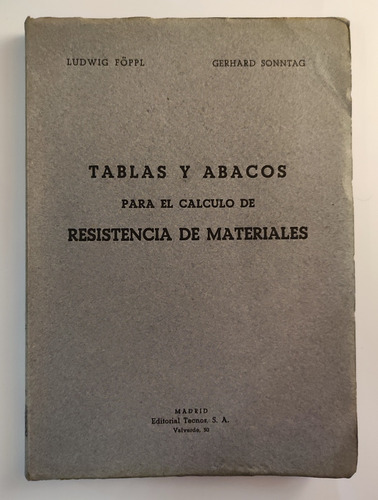 LUDWIG FÖPPL GERHARD SONNTAG
TABLAS Y ABACOS
PARA EL CALCULO DE
RESISTENCIA DE MATERIALES
MADRID
Editorial Tecnos, S. A.
Valverde, 30